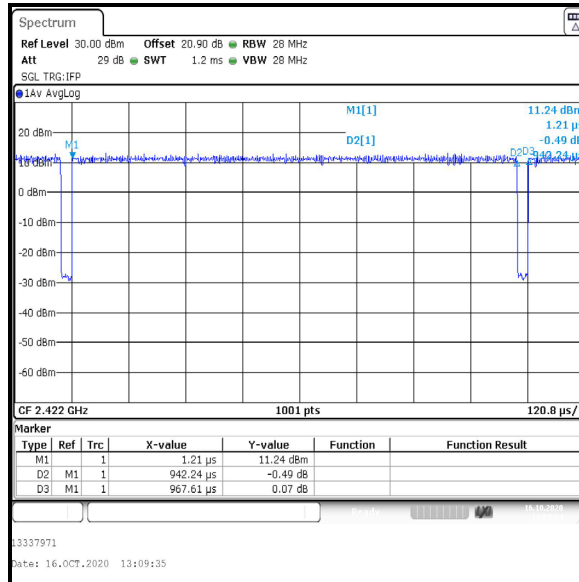 Spectrum
Ref Level 30.00 dBm Offset 20.90 dB RBW 28 MHz
Att 29 dB SWT 1.2 ms VBW 28 MHz
SGL TRG:IFP
1Av AvgLog
M1[1] 11.24 dBm
1.21 µs
20 dBm
D2[1] -0.49 dB
M1 D2 D3 942.24 µs
10 dBm
0 dBm
-10 dBm
-20 dBm
-30 dBm
-40 dBm
-50 dBm
-60 dBm
CF 2.422 GHz 1001 pts 120.8 µs/
Marker
Type Ref Trc X-value Y-value Function Function Result
M1 1 1.21 µs 11.24 dBm
D2 M1 1 942.24 µs -0.49 dB
D3 M1 1 967.61 µs 0.07 dB
Ready 16.10.2020
13337971
Date: 16.OCT.2020 13:09:35